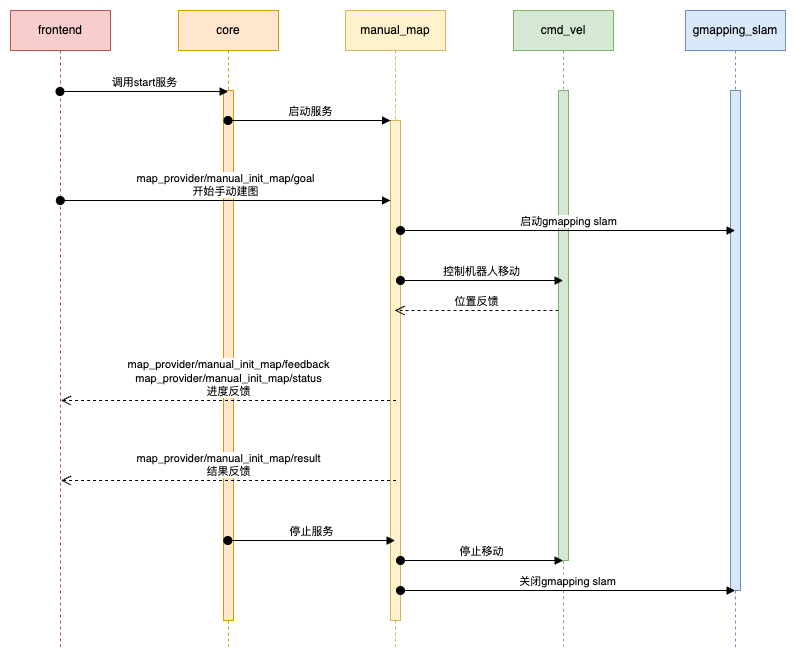 frontend
core
manual_map
cmd_vel
gmapping_slam
调用start服务
启动服务
map_provider/manual_init_map/goal
开始手动建图
启动gmapping slam
控制机器人移动
位置反馈
map_provider/manual_init_map/feedback
map_provider/manual_init_map/status
进度反馈
map_provider/manual_init_map/result
结果反馈
停止服务
停止移动
关闭gmapping slam